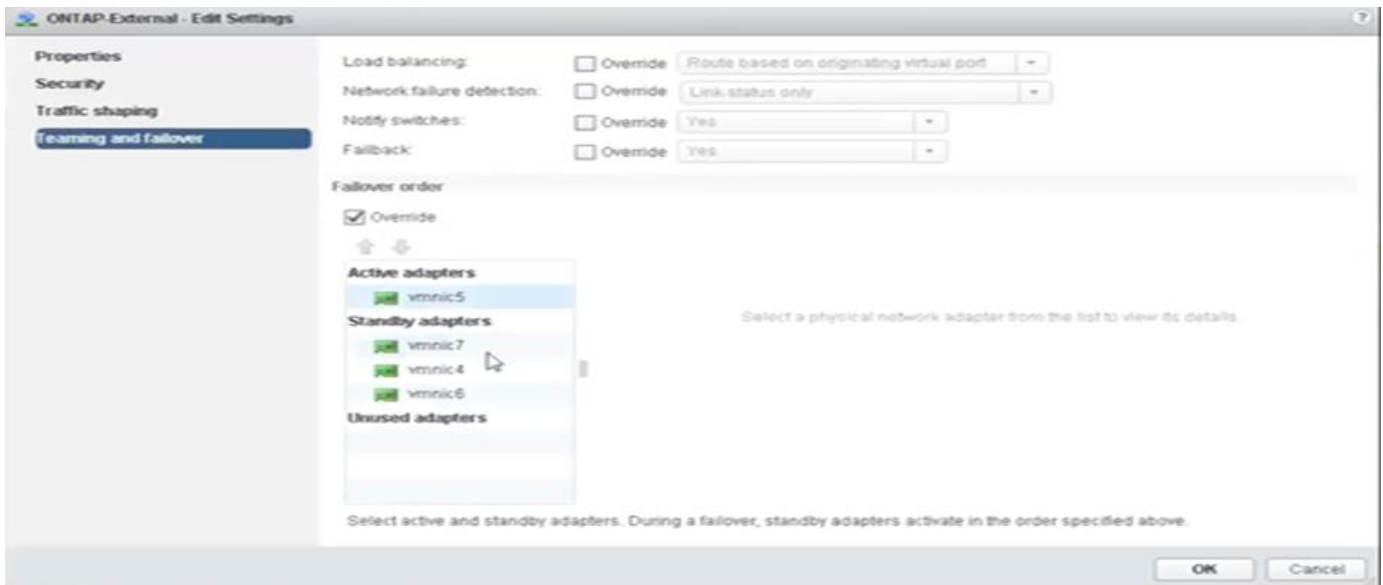 ONTAP-External - Edit Settings
?
Properties
Security
Traffic shaping
Teaming and failover
Load balancing: Override Route based on originating virtual port
Network failure detection: Override Link status only
Notify switches: Override Yes
Failback: Override Yes
Failover order
Override
Active adapters
vmnic5
Standby adapters
vmnic7
vmnic4
vmnic6
Unused adapters
Select a physical network adapter from the list to view its details.
Select active and standby adapters. During a failover, standby adapters activate in the order specified above.
OK Cancel